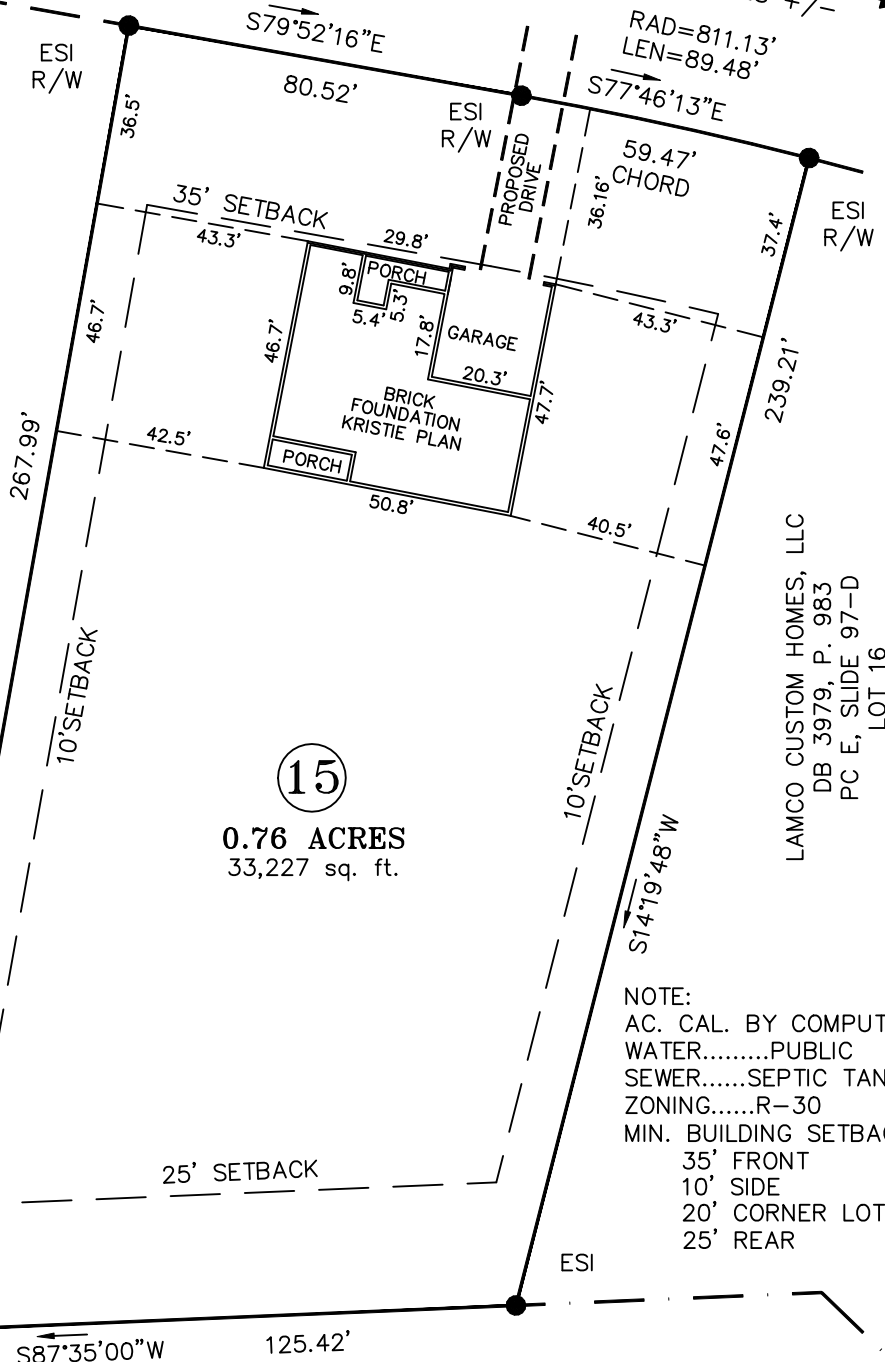 +/-
S79°52'16"E
RAD=811.13'
LEN=89.48'
S77°46'13"E
ESI
R/W
80.52'
ESI
R/W
59.47'
CHORD
ESI
R/W
36.5'
PROPOSED
DRIVE
36.16'
37.4'
35' SETBACK
43.3'
29.8'
PORCH
9.8'
5.4'
5.3'
17.8'
GARAGE
20.3'
43.3'
46.7'
46.7'
BRICK
FOUNDATION
KRISTIE PLAN
47.7'
47.6'
239.21'
267.99'
42.5'
PORCH
50.8'
40.5'
10'SETBACK
10'SETBACK
LAMCO CUSTOM HOMES, LLC
DB 3979, P. 983
PC E, SLIDE 97-D
LOT 16
15
0.76 ACRES
33,227 sq. ft.
S14°19'48"W
NOTE:
AC. CAL. BY COMPUT
WATER.........PUBLIC
SEWER......SEPTIC TAN
ZONING......R-30
MIN. BUILDING SETBAC
35' FRONT
10' SIDE
20' CORNER LOT
25' REAR
25' SETBACK
ESI
S87°35'00"W
125.42'